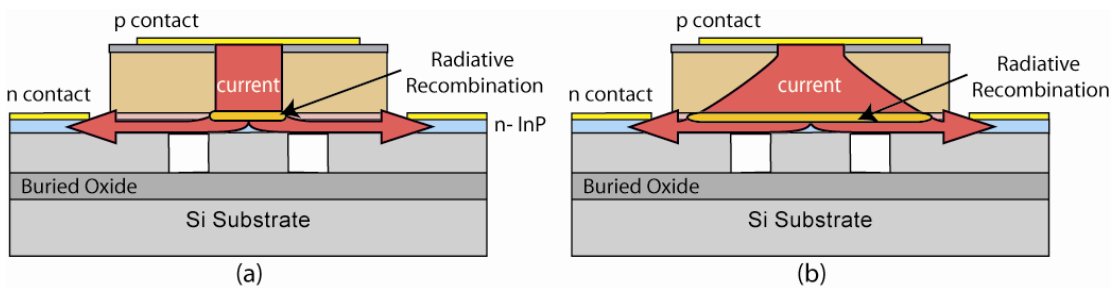 p contact
Radiative
Recombination
current
n contact
n- InP
Buried Oxide
Si Substrate
(a)
p contact
Radiative
Recombination
current
n contact
Buried Oxide
Si Substrate
(b)